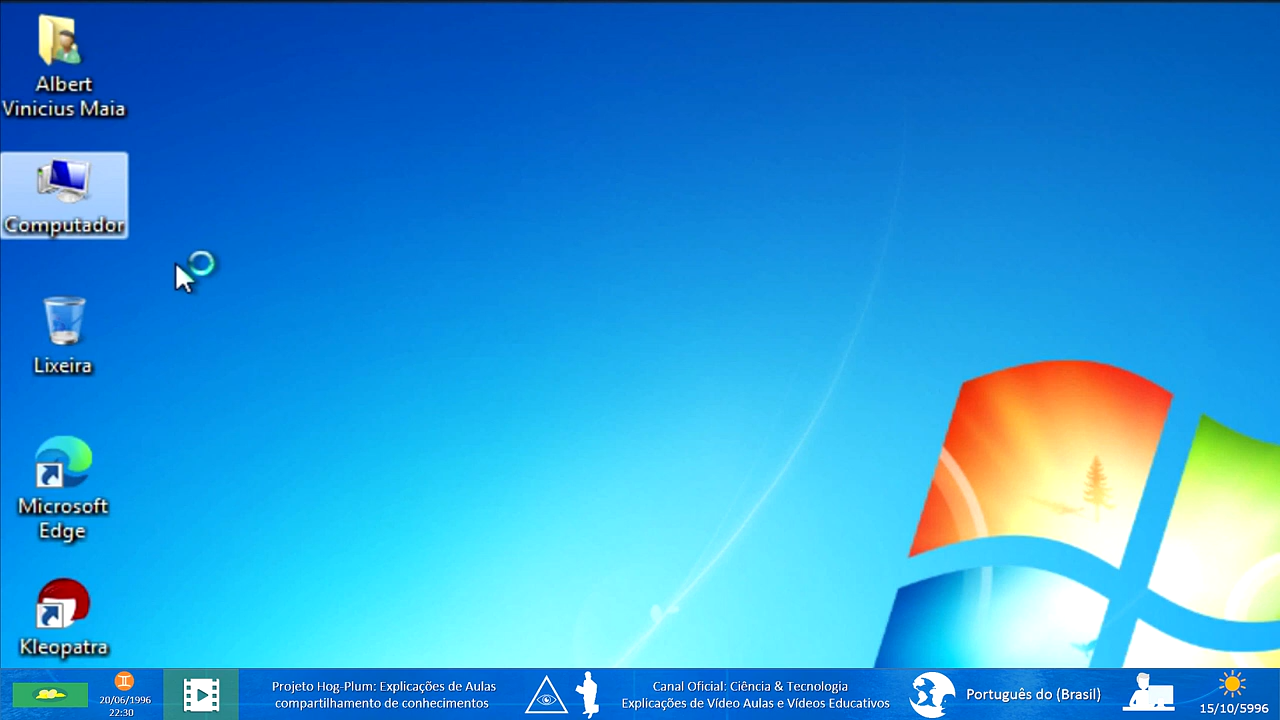 Albert
Vinicius Maia
Computador
Lixeira
Microsoft
Edge
Kleopatra
20/06/1996
22:30
Projeto Hog-Plum: Explicações de Aulas
compartilhamento de conhecimentos
Canal Oficial: Ciência & Tecnologia
Explicações de Vídeo Aulas e Vídeos Educativos
Português do (Brasil)
15/10/5996